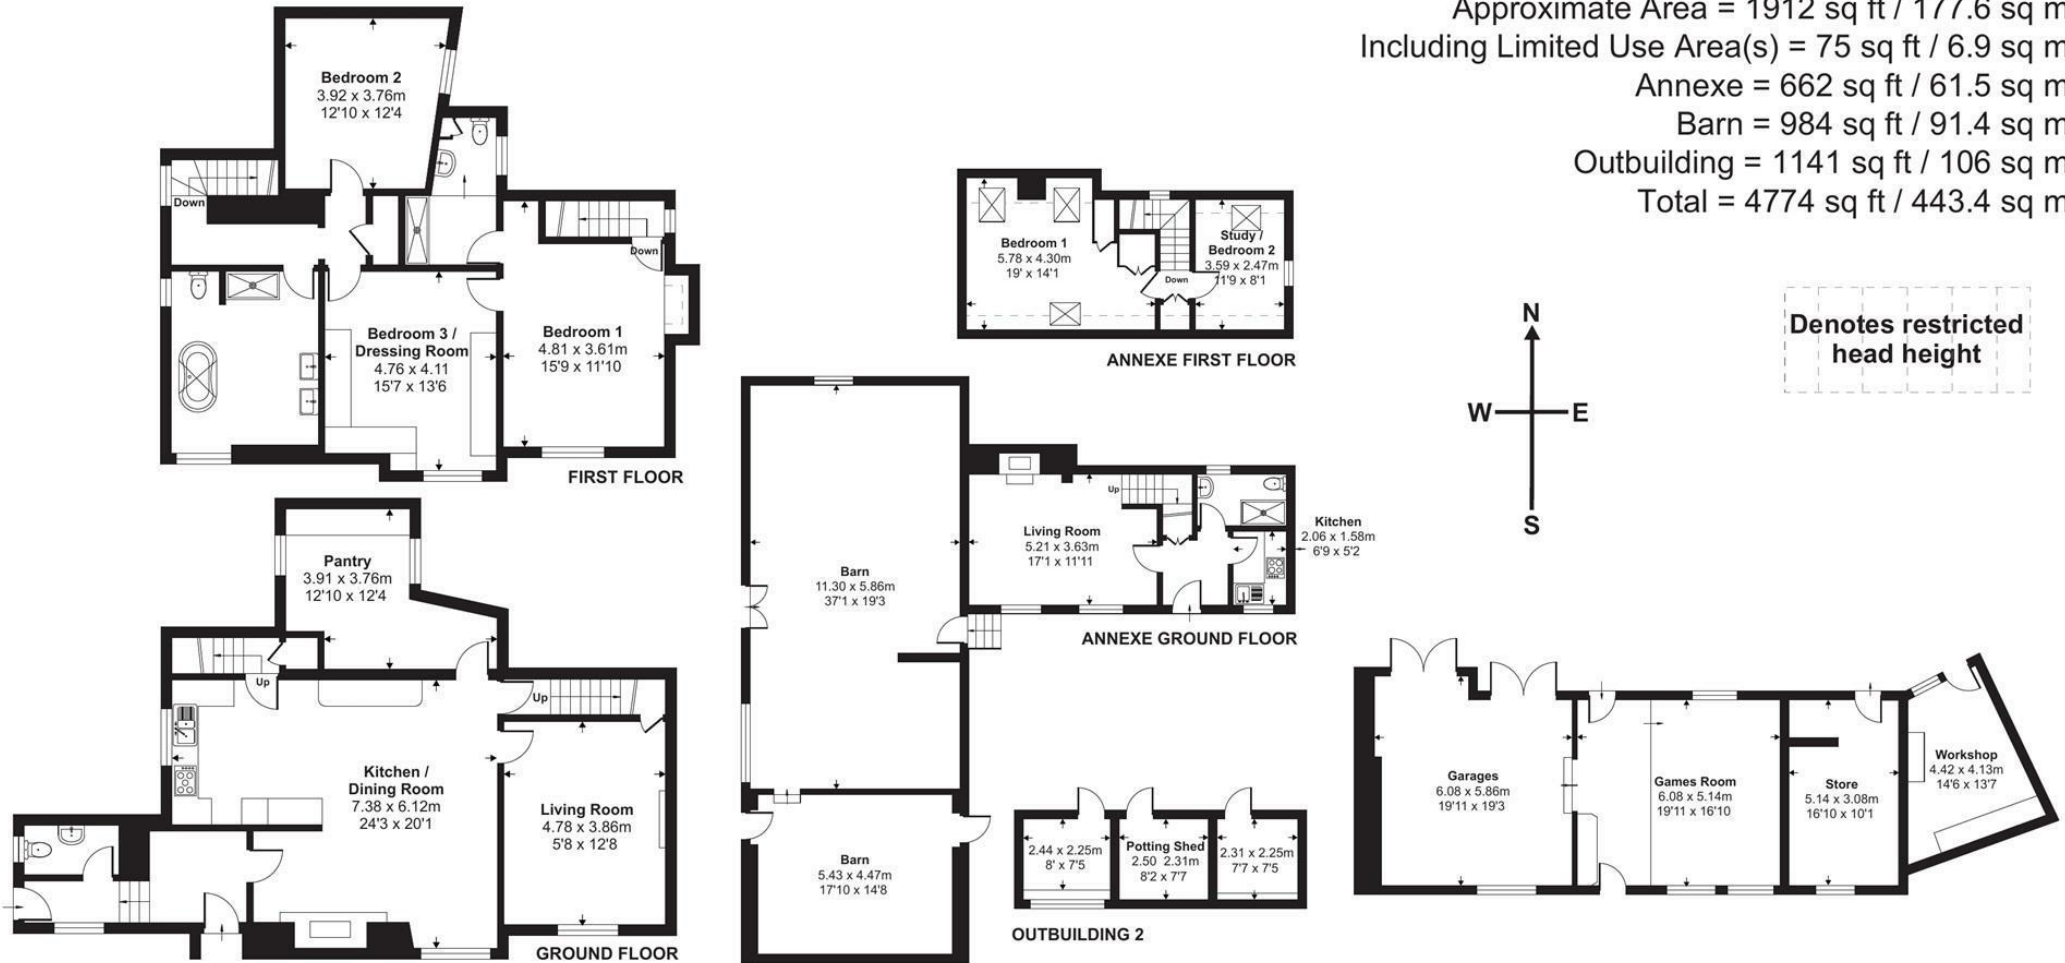 Approximate Area = 1912 sq ft / 177.6 sq m
Including Limited Use Area(s) = 75 sq ft / 6.9 sq m
Annexe = 662 sq ft / 61.5 sq m
Barn = 984 sq ft / 91.4 sq m
Outbuilding = 1141 sq ft / 106 sq m
Total = 4774 sq ft / 443.4 sq m
Bedroom 2
3.92 x 3.76m
12'10 x 12'4
Down
Down
Bedroom 3 /
Dressing Room
4.76 x 4.11
15'7 x 13'6
Bedroom 1
4.81 x 3.61m
15'9 x 11'10
FIRST FLOOR
Bedroom 1
5.78 x 4.30m
19' x 14'1
Study /
Bedroom 2
3.59 x 2.47m
11'9 x 8'1
Down
ANNEXE FIRST FLOOR
N
W
E
S
Denotes restricted
head height
Pantry
3.91 x 3.76m
12'10 x 12'4
Up
Up
Kitchen /
Dining Room
7.38 x 6.12m
24'3 x 20'1
Living Room
4.78 x 3.86m
5'8 x 12'8
GROUND FLOOR
Barn
11.30 x 5.86m
37'1 x 19'3
Barn
5.43 x 4.47m
17'10 x 14'8
Up
Living Room
5.21 x 3.63m
17'1 x 11'11
Kitchen
2.06 x 1.58m
6'9 x 5'2
ANNEXE GROUND FLOOR
2.44 x 2.25m
8' x 7'5
Potting Shed
2.50 2.31m
8'2 x 7'7
2.31 x 2.25m
7'7 x 7'5
OUTBUILDING 2
Garages
6.08 x 5.86m
19'11 x 19'3
Games Room
6.08 x 5.14m
19'11 x 16'10
Store
5.14 x 3.08m
16'10 x 10'1
Workshop
4.42 x 4.13m
14'6 x 13'7